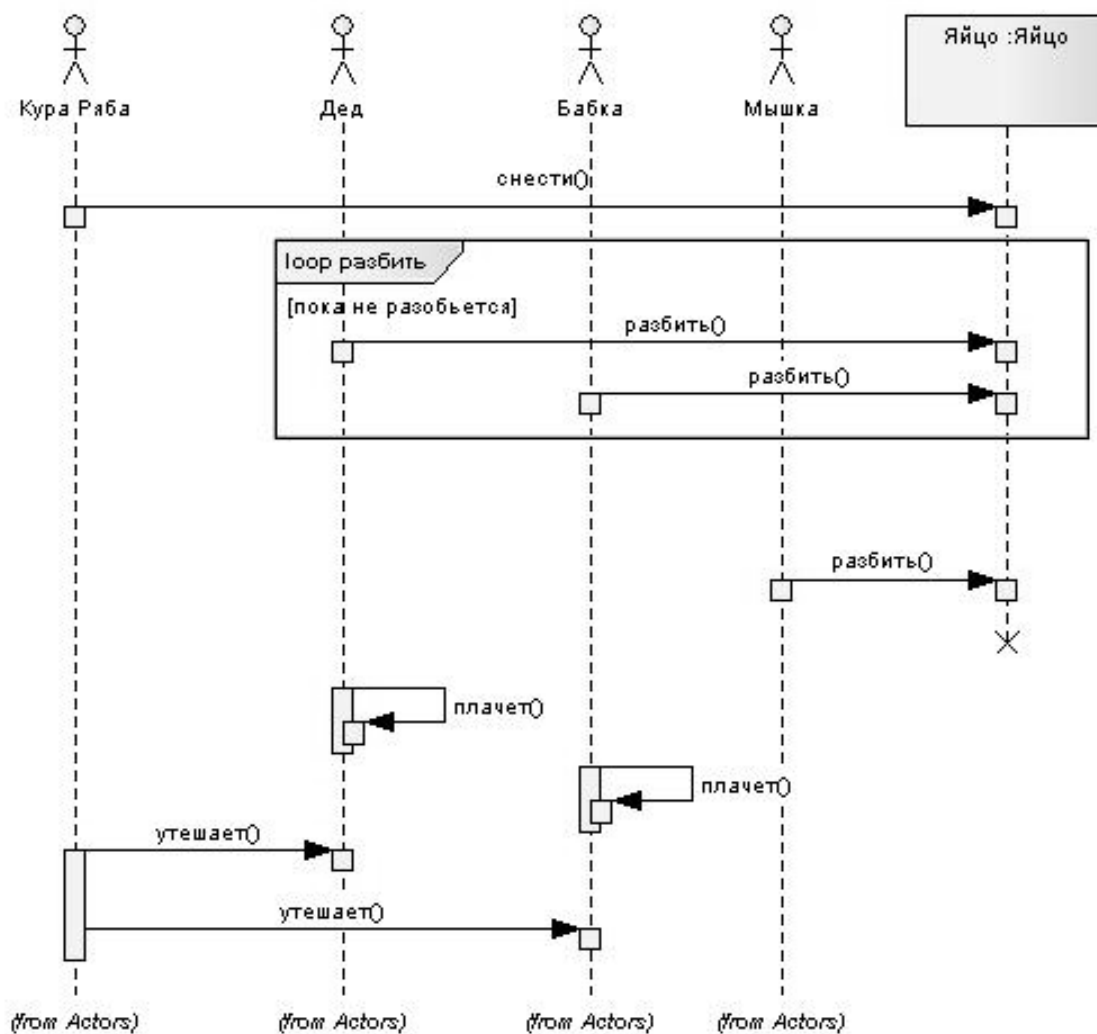 Кура Ряба
Дед
Бабка
Мышка
Яйцо :Яйцо
снести()
loop разбить
[пока не разобьется]
разбить()
разбить()
разбить()
плачет()
плачет()
утешает()
утешает()
(from Actors)
(from Actors)
(from Actors)
(from Actors)